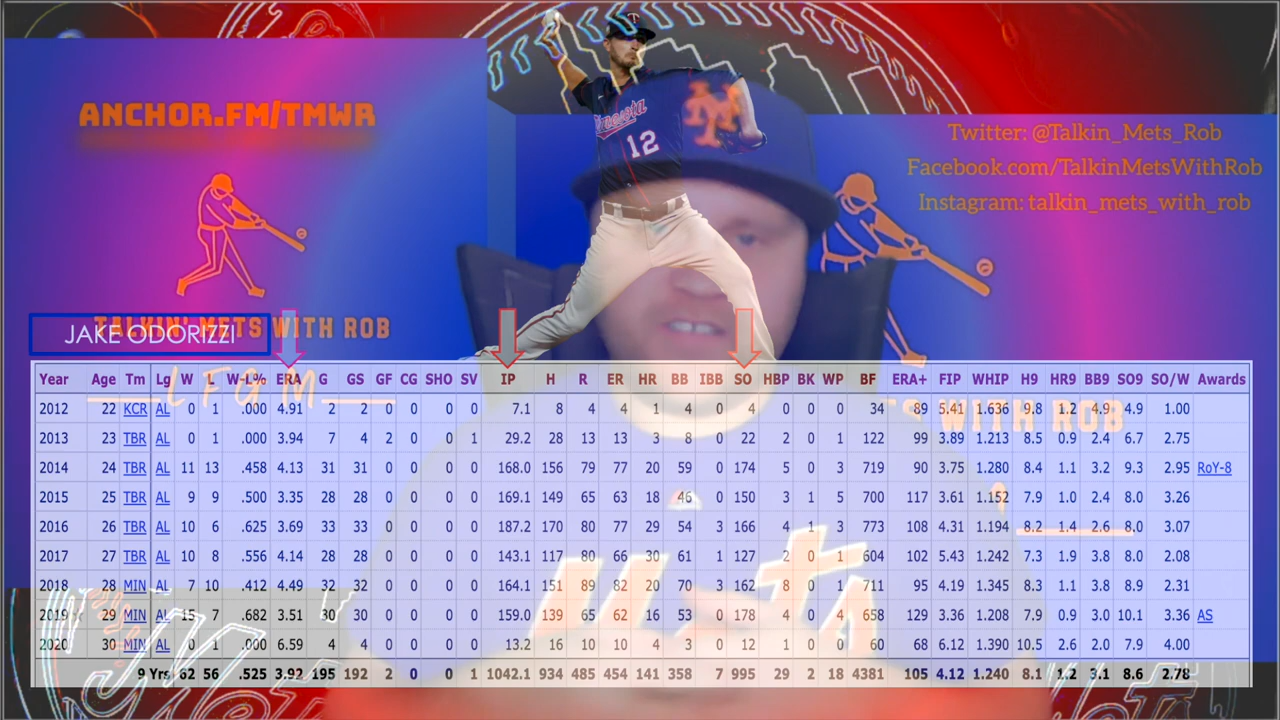 ANCHOR.FM/TMWR
Twitter: @Talkin_Mets_Rob
Facebook.com/TalkinMetsWithRob
Instagram: talkin_mets_with_rob
Minnesota
12
TALKIN' METS WITH ROB
JAKE ODORIZZI
LFGM
Year Age Tm Lg W L W-L% ERA G GS GF CG SHO SV IP H R ER HR BB IBB SO HBP BK WP BF ERA+ FIP WHIP H9 HR9 BB9 SO9 SO/W Awards
2012 22 KCR AL 0 1 .000 4.91 2 2 0 0 0 0 7.1 8 4 4 1 4 0 4 0 0 0 34 89 5.41 1.636 9.8 1.2 4.9 4.9 1.00
WITH ROB
2013 23 TBR AL 0 1 .000 3.94 7 4 2 0 0 1 29.2 28 13 13 3 8 0 22 2 0 1 122 99 3.89 1.213 8.5 0.9 2.4 6.7 2.75
2014 24 TBR AL 11 13 .458 4.13 31 31 0 0 0 0 168.0 156 79 77 20 59 0 174 5 0 3 719 90 3.75 1.280 8.4 1.1 3.2 9.3 2.95 RoY-8
2015 25 TBR AL 9 9 .500 3.35 28 28 0 0 0 0 169.1 149 65 63 18 46 0 150 3 1 5 700 117 3.61 1.152 7.9 1.0 2.4 8.0 3.26
2016 26 TBR AL 10 6 .625 3.69 33 33 0 0 0 0 187.2 170 80 77 29 54 3 166 4 1 3 773 108 4.31 1.194 8.2 1.4 2.6 8.0 3.07
2017 27 TBR AL 10 8 .556 4.14 28 28 0 0 0 0 143.1 117 80 66 30 61 1 127 2 0 1 604 102 5.43 1.242 7.3 1.9 3.8 8.0 2.08
2018 28 MIN AL 7 10 .412 4.49 32 32 0 0 0 0 164.1 151 89 82 20 70 3 162 8 0 1 711 95 4.19 1.345 8.3 1.1 3.8 8.9 2.31
2019 29 MIN AL 15 7 .682 3.51 30 30 0 0 0 0 159.0 139 65 62 16 53 0 178 4 0 4 658 129 3.36 1.208 7.9 0.9 3.0 10.1 3.36 AS
2020 30 MIN AL 0 1 .000 6.59 4 4 0 0 0 0 13.2 16 10 10 4 3 0 12 1 0 0 60 68 6.12 1.390 10.5 2.6 2.0 7.9 4.00
9 Yrs 62 56 .525 3.92 195 192 2 0 0 1 1042.1 934 485 454 141 358 7 995 29 2 18 4381 105 4.12 1.240 8.1 1.2 3.1 8.6 2.78